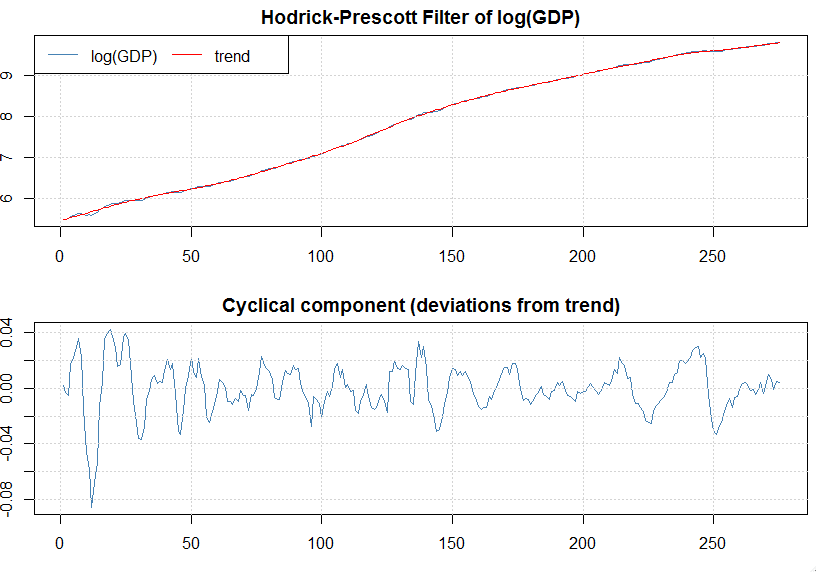 Hodrick-Prescott Filter of log(GDP)
log(GDP) trend
9
8
7
6
0 50 100 150 200 250
Cyclical component (deviations from trend)
0.04
0.00
-0.04
-0.08
0 50 100 150 200 250